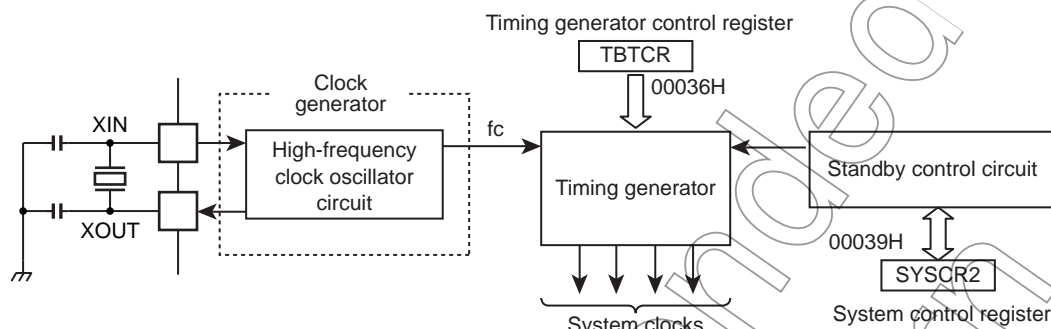 Timing generator control register
TBTCR
00036H
Clock
generator
XIN
XOUT
High-frequency
clock oscillator
circuit
fc
Timing generator
Standby control circuit
00039H
SYSCR2
System control register
System clocks